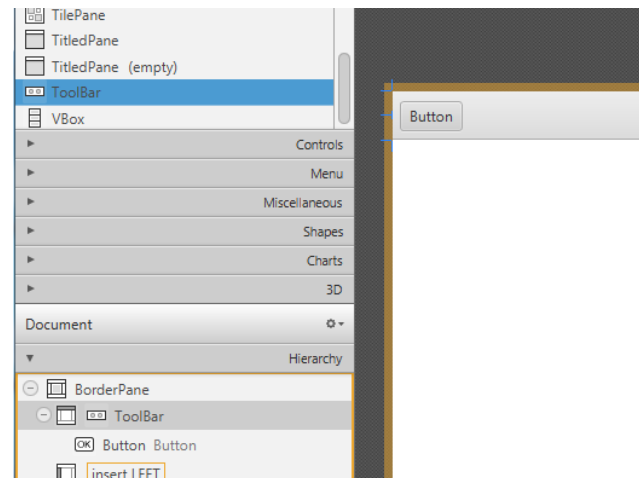 TilePane
TitledPane
TitledPane (empty)
ToolBar
VBox
Controls
Menu
Miscellaneous
Shapes
Charts
3D
Document
Hierarchy
BorderPane
ToolBar
OK Button Button
insert LEFT
Button